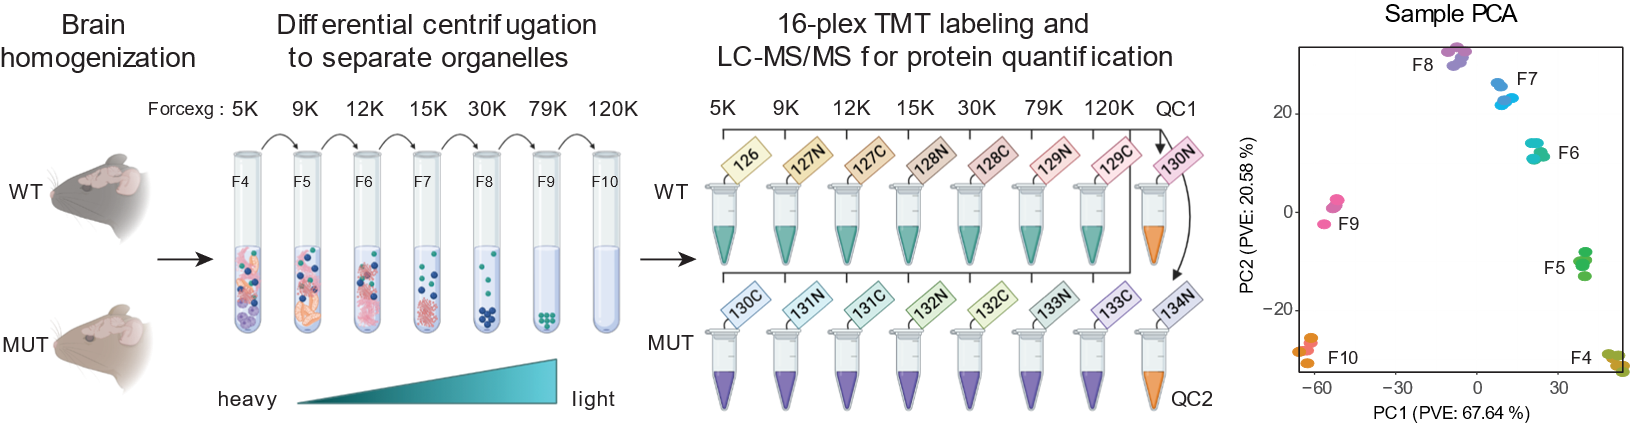 Brain
homogenization
Differential centrifugation
to separate organelles
16-plex TMT labeling and
LC-MS/MS for protein quantification
Sample PCA
Forcexg : 5K 9K 12K 15K 30K 79K 120K
F4 F5 F6 F7 F8 F9 F10
WT
MUT
heavy
light
5K 9K 12K 15K 30K 79K 120K QC1
126 127N 127C 128N 128C 129N 129C 130N
WT
130C 131N 131C 132N 132C 133N 133C 134N
MUT
QC2
PC2 (PVE: 20.58 %)
20
0
−20
F8
F7
F6
F9
F5
F10
F4
−60 −30 0 30
PC1 (PVE: 67.64 %)